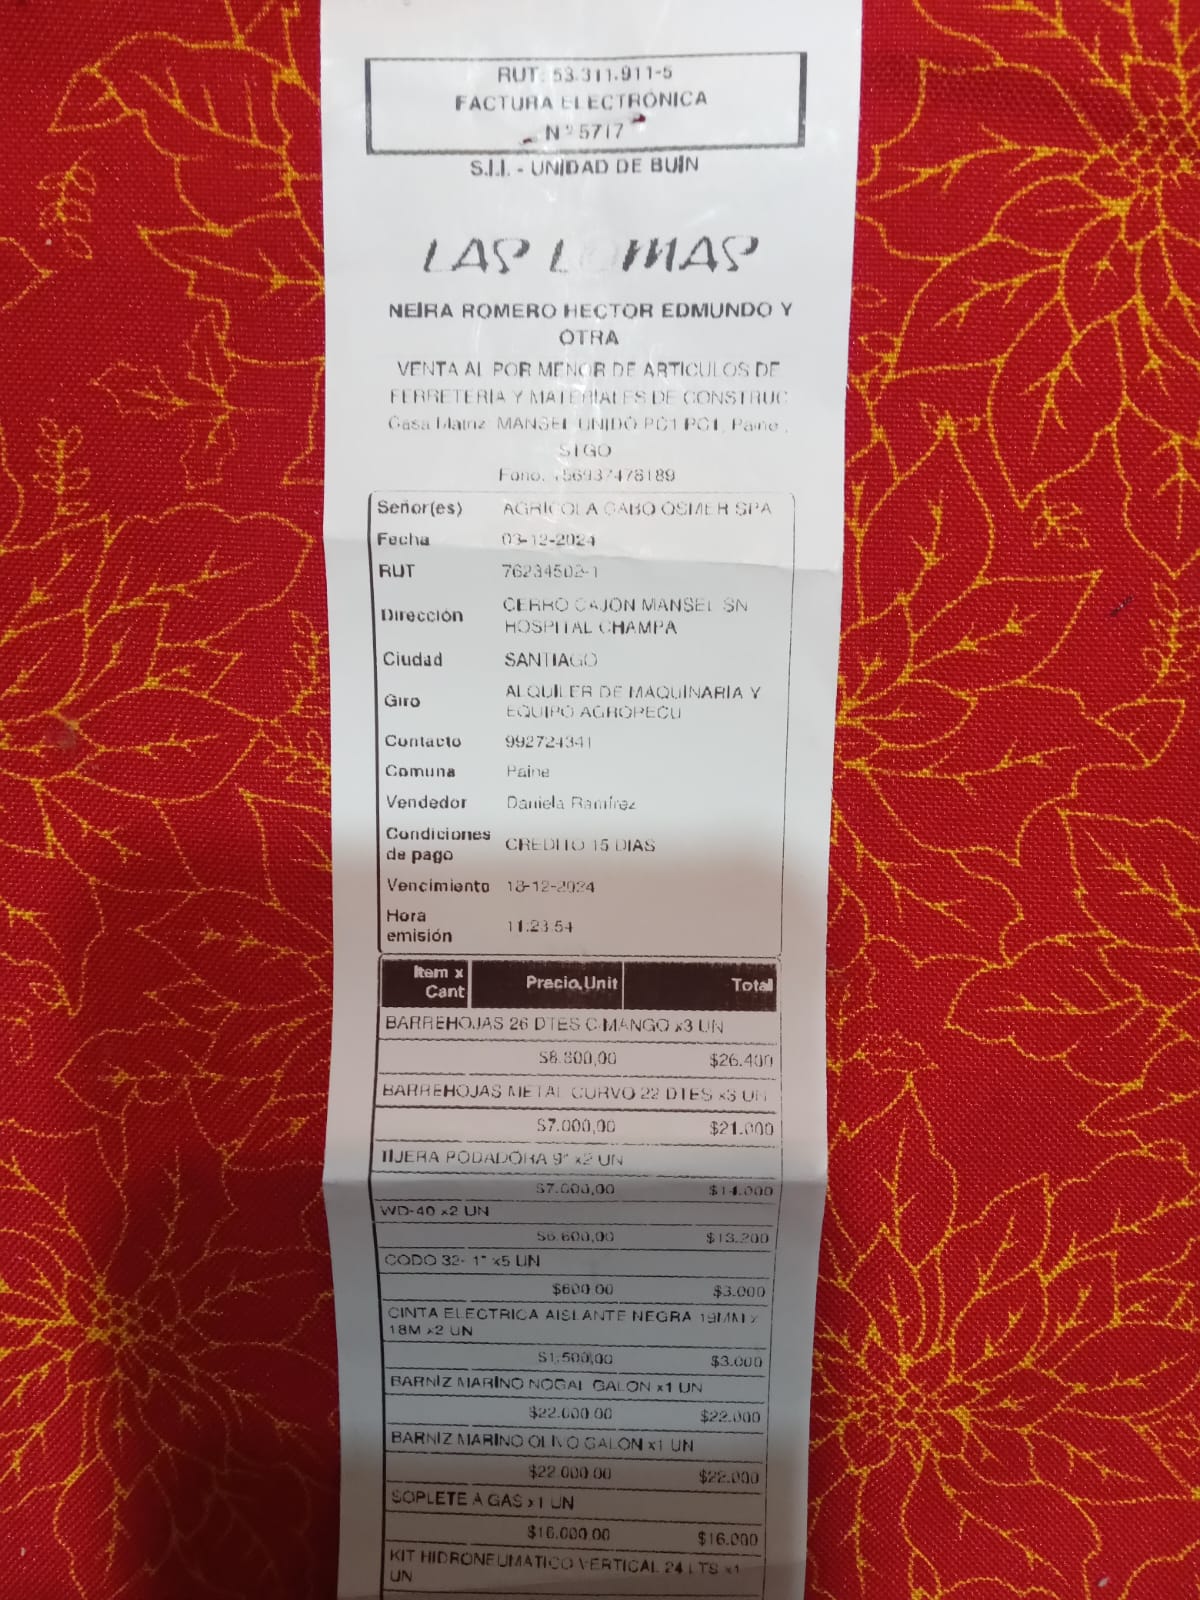 RUT: 53.311.911-5
FACTURA ELECTRÓNICA
N° 5717
S.I.I. - UNIDAD DE BUIN
LAS LOMAS
NEIRA ROMERO HECTOR EDMUNDO Y
OTRA
VENTA AL POR MENOR DE ARTICULOS DE
FERRETERIA Y MATERIALES DE CONSTRUC
Casa Matriz: MANSEL UNIDO PC1 PC1, Paine,
STGO
Fono: +56937478189
Señor(es) AGRICOLA CABO OSMER SPA
Fecha 03-12-2024
RUT 76234502-1
Dirección CERRO CAJON MANSEL SN
HOSPITAL CHAMPA
Ciudad SANTIAGO
Giro ALQUILER DE MAQUINARIA Y
EQUIPO AGROPECU
Contacto 992724341
Comuna Paine
Vendedor Daniela Ramírez
Condiciones
de pago CREDITO 15 DIAS
Vencimiento 18-12-2024
Hora
emisión 11:23:54
Item x
Cant Precio Unit Total
BARREHOJAS 26 DTES C/MANGO x3 UN
$8.800,00 $26.400
BARREHOJAS METAL CURVO 22 DTES x3 UN
$7.000,00 $21.000
TIJERA PODADORA 9" x2 UN
$7.000,00 $14.000
WD-40 x2 UN
$6.600,00 $13.200
CODO 32- 1" x5 UN
$600,00 $3.000
CINTA ELECTRICA AISLANTE NEGRA 19MM X
18M x2 UN
$1.500,00 $3.000
BARNIZ MARINO NOGAL GALON x1 UN
$22.000,00 $22.000
BARNIZ MARINO OLIVO GALON x1 UN
$22.000,00 $22.000
SOPLETE A GAS x1 UN
$16.000,00 $16.000
KIT HIDRONEUMATICO VERTICAL 24 LTS x1
UN